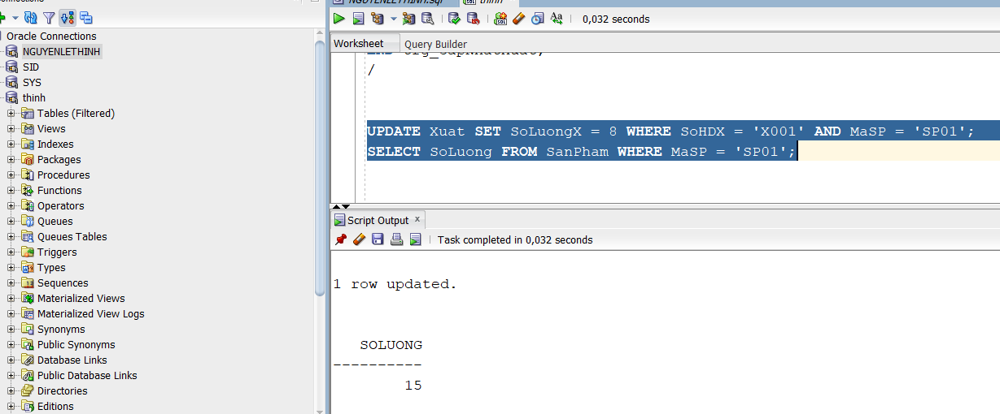 Oracle Connections
NGUYENLETHINH
SID
SYS
thinh
Tables (Filtered)
Views
Indexes
Packages
Procedures
Functions
Operators
Queues
Queues Tables
Triggers
Types
Sequences
Materialized Views
Materialized View Logs
Synonyms
Public Synonyms
Database Links
Public Database Links
Directories
Editions
NGUYENLETHINH.sql
thinh
0,032 seconds
Worksheet
Query Builder
/
UPDATE Xuat SET SoLuongX = 8 WHERE SoHDX = 'X001' AND MaSP = 'SP01';
SELECT SoLuong FROM SanPham WHERE MaSP = 'SP01';
Script Output x
Task completed in 0,032 seconds
1 row updated.
SOLUONG
----------
15